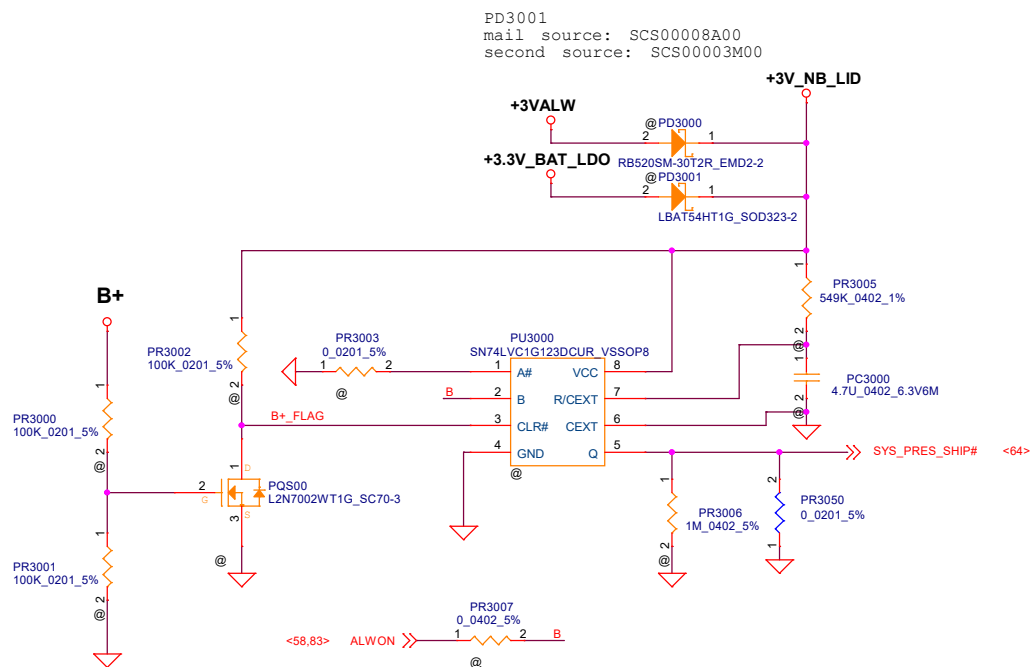 PD3001
mail source: SCS00008A00
second source: SCS00003M00
+3V_NB_LID
+3VALW
@ PD3000
2 1
RB520SM-30T2R_EMD2-2
+3.3V_BAT_LDO
@ PD3001
2 1
LBAT54HT1G_SOD323-2
B+
1
PR3002
100K_0201_5%
@2
PR3003
0_0201_5%
1 2
@
PU3000
SN74LVC1G123DCUR_VSSOP8
1 A# VCC 8
B 2 B R/CEXT 7
B+_FLAG 3 CLR# CEXT 6
4 GND Q 5
@
1
PR3005
549K_0402_1%
@2
1
PC3000
4.7U_0402_6.3V6M
@2
SYS_PRES_SHIP# <64>
1
PR3000
100K_0201_5%
@2
1
D
2
G
PQS00
L2N7002WT1G_SC70-3
3
S
@
1
PR3001
100K_0201_5%
@2
1
PR3006
1M_0402_5%
@2
2
PR3050
0_0201_5%
1
PR3007
0_0402_5%
<58,83> ALWON 1 2 B
@